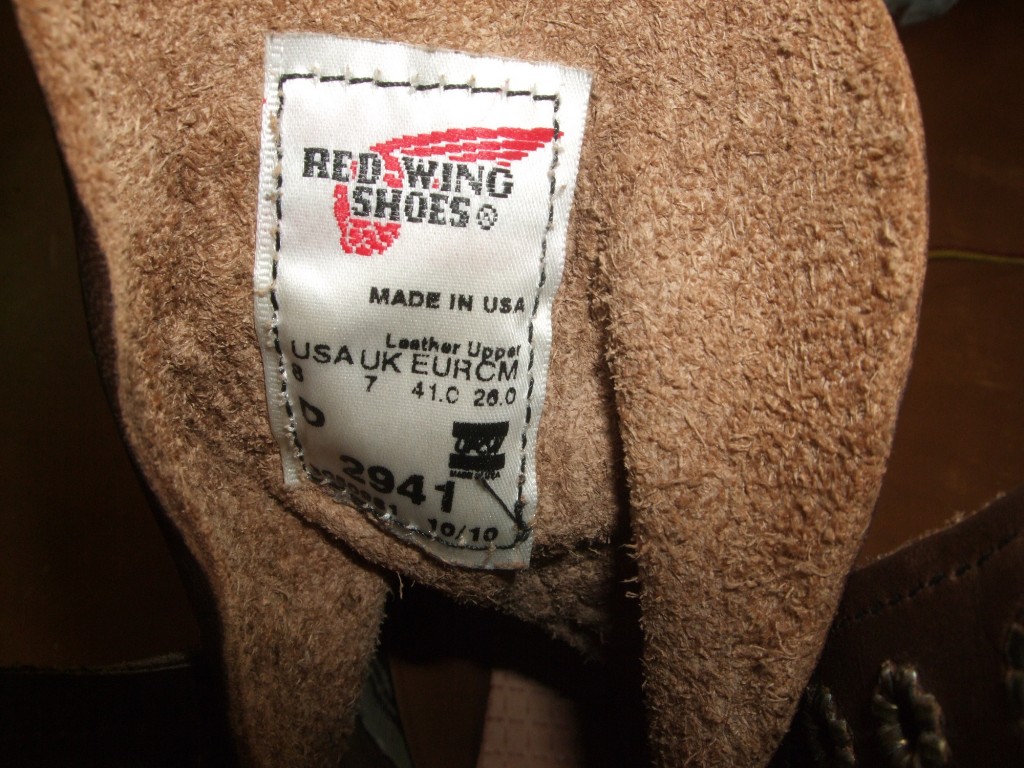 RED WING
SHOES®
MADE IN USA
Leather Upper
USA UK EUR CM
8 7 41.0 26.0
D
2941
10/10